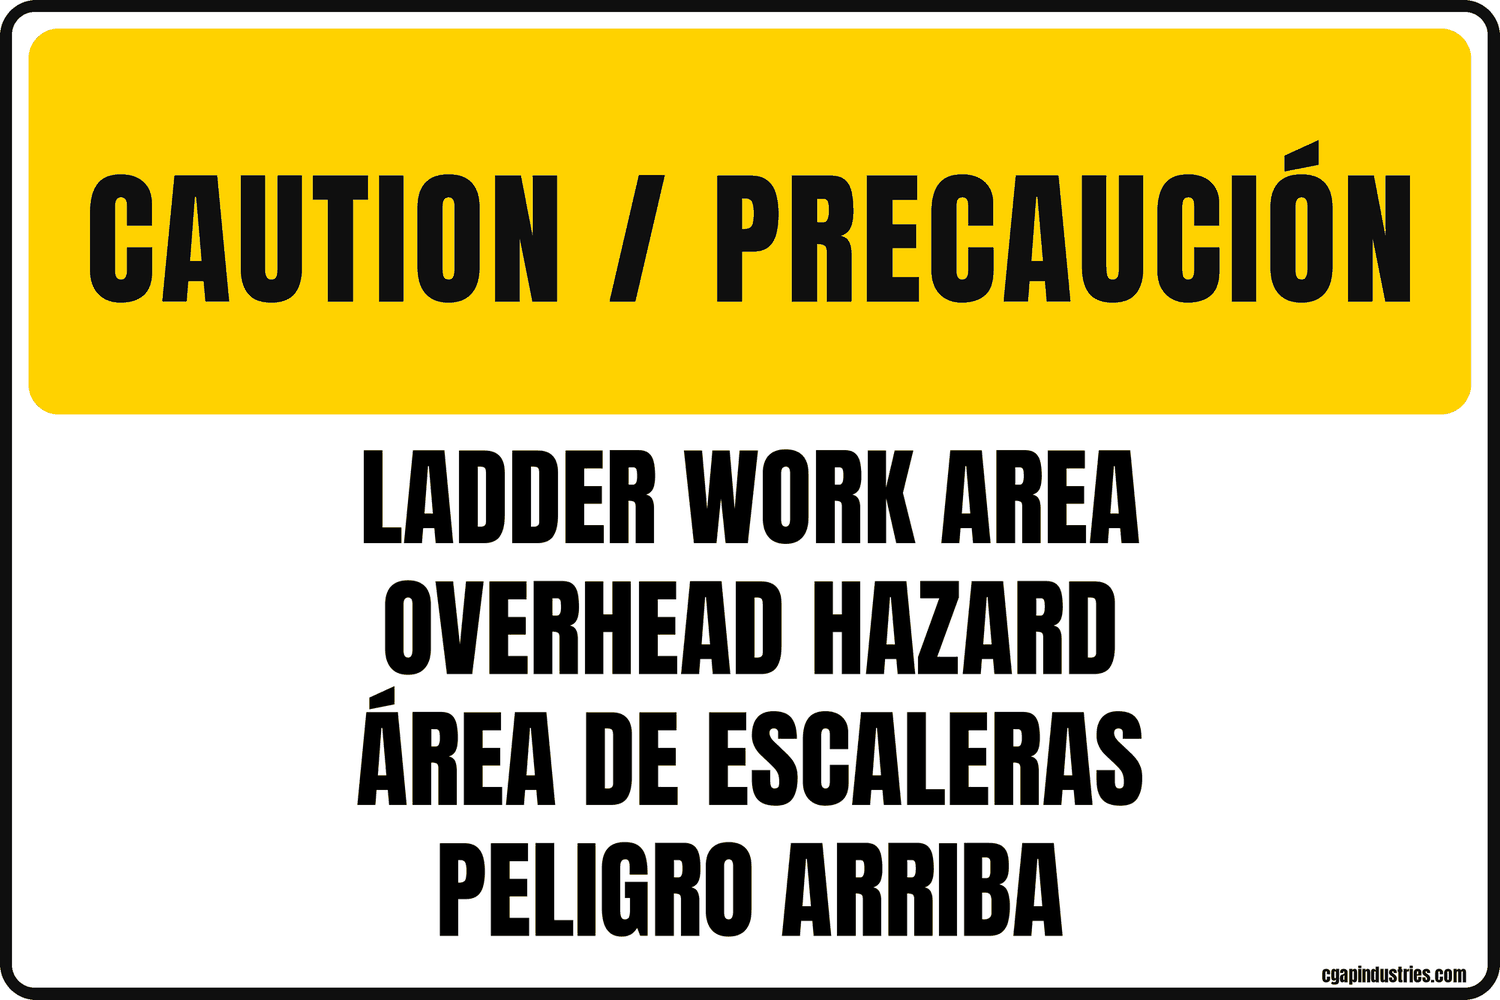 CAUTION / PRECAUCIÓN
LADDER WORK AREA
OVERHEAD HAZARD
ÁREA DE ESCALERAS
PELIGRO ARRIBA
cgapindustries.com